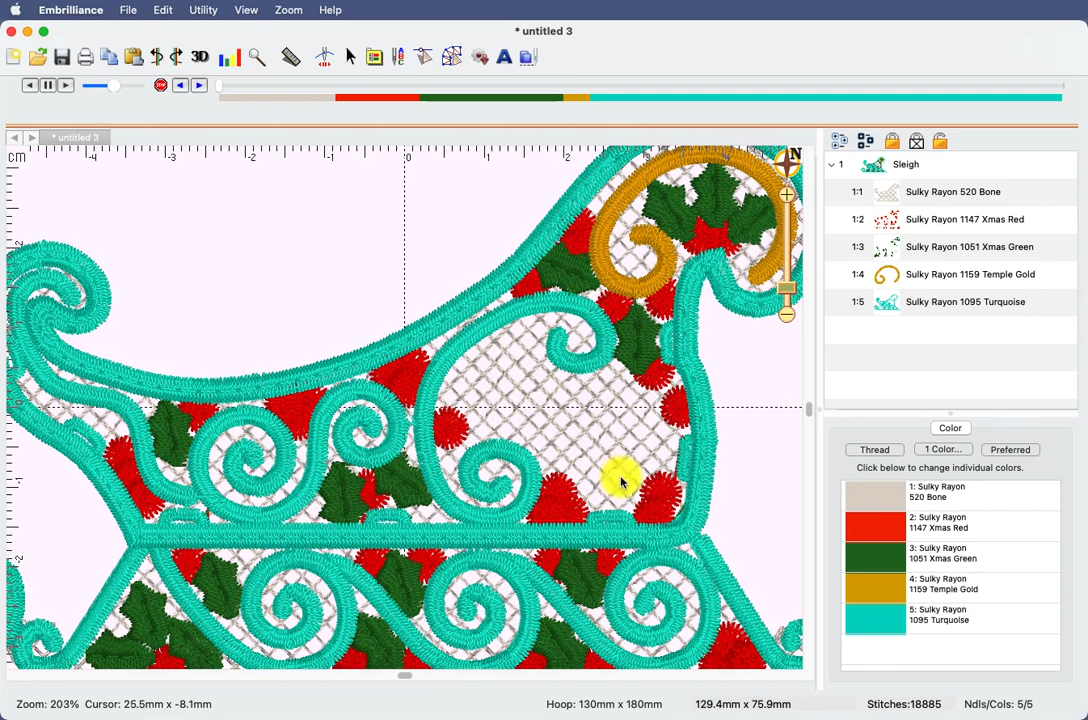 Embrilliance File Edit Utility View Zoom Help
* untitled 3
3D
A
* untitled 3
cm -4 -3 -2 -1 0 1 2 N
1 Sleigh
1:1 Sulky Rayon 520 Bone
1:2 Sulky Rayon 1147 Xmas Red
1:3 Sulky Rayon 1051 Xmas Green
1:4 Sulky Rayon 1159 Temple Gold
1:5 Sulky Rayon 1095 Turquoise
Color
Thread 1 Color... Preferred
Click below to change individual colors.
1: Sulky Rayon
520 Bone
2: Sulky Rayon
1147 Xmas Red
3: Sulky Rayon
1051 Xmas Green
4: Sulky Rayon
1159 Temple Gold
5: Sulky Rayon
1095 Turquoise
Zoom: 203% Cursor: 25.5mm x -8.1mm Hoop: 130mm x 180mm 129.4mm x 75.9mm Stitches:18885 Ndls/Cols: 5/5